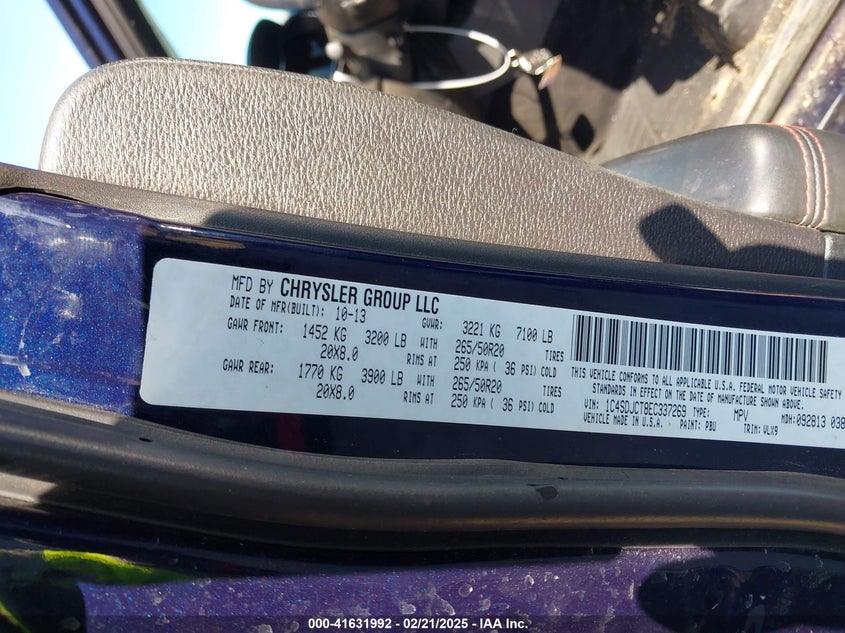 MFD BY CHRYSLER GROUP LLC
DATE OF MFR(BUILT): 10-13 GVWR: 3221 KG 7100 LB
GAWR FRONT: 1452 KG 3200 LB WITH 265/50R20 TIRES
20X8.0 RIMS AT 250 KPA ( 36 PSI) COLD
GAWR REAR: 1770 KG 3900 LB WITH 265/50R20 TIRES
20X8.0 RIMS AT 250 KPA ( 36 PSI) COLD
THIS VEHICLE CONFORMS TO ALL APPLICABLE U.S.A. FEDERAL MOTOR VEHICLE SAFETY
STANDARDS IN EFFECT ON THE DATE OF MANUFACTURE SHOWN ABOVE.
VIN: 1C4SDJCT8EC337269 TYPE: MPV MDH: 092813 038
VEHICLE MADE IN U.S.A. PAINT: PBU TRIM: VLX9
000-41631992 - 02/21/2025 - IAA Inc.